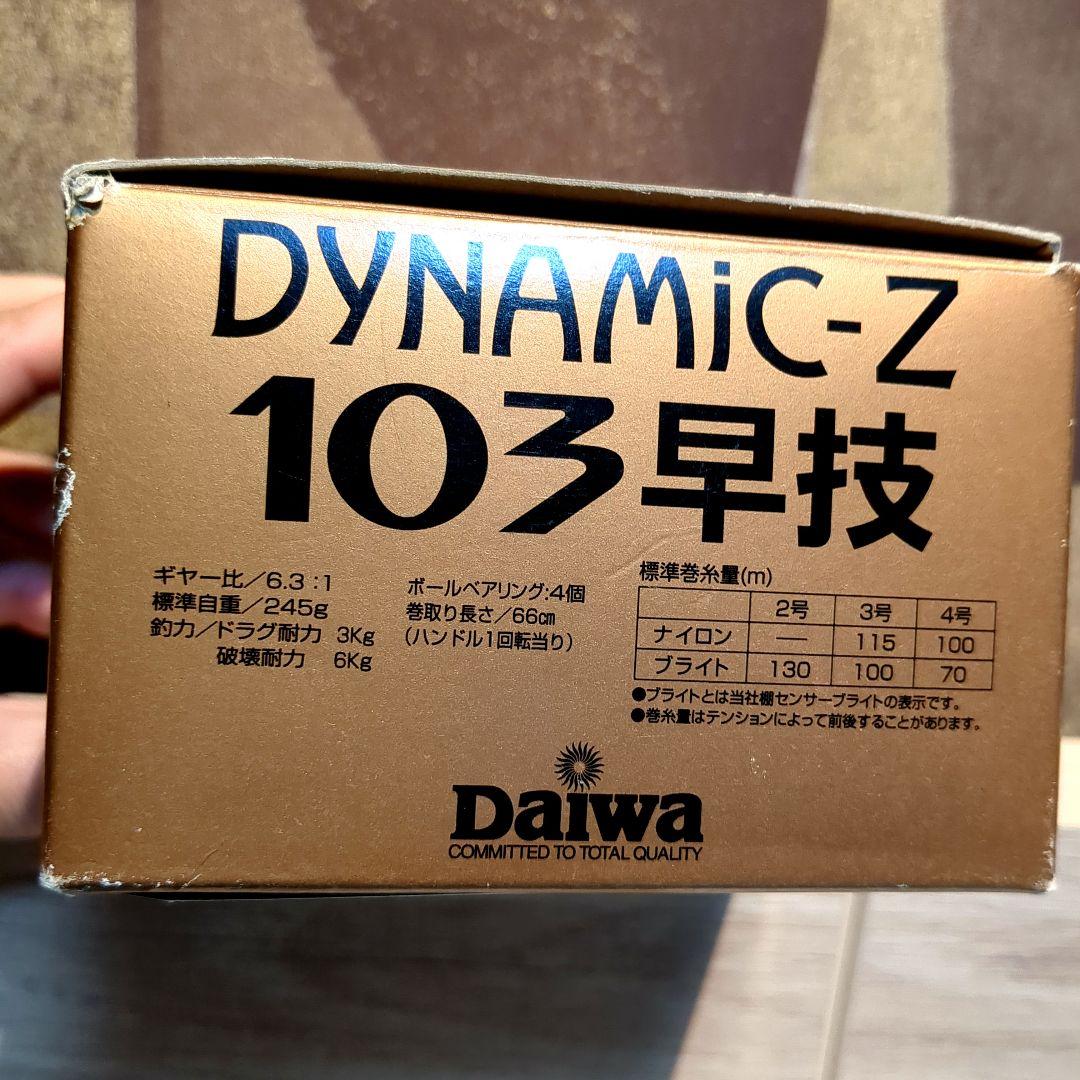 DYNAMiC-Z
103早技
ギヤー比／6.3:1
標準自重／245g
釣力／ドラグ耐力 3Kg
破壊耐力 6Kg
ボールベアリング:4個
巻取り長さ／66㎝
(ハンドル1回転当り)
標準巻糸量(m)
2号 3号 4号
ナイロン — 115 100
ブライト 130 100 70
●ブライトとは当社棚センサーブライトの表示です。
●巻糸量はテンションによって前後することがあります。
Daiwa
COMMITTED TO TOTAL QUALITY